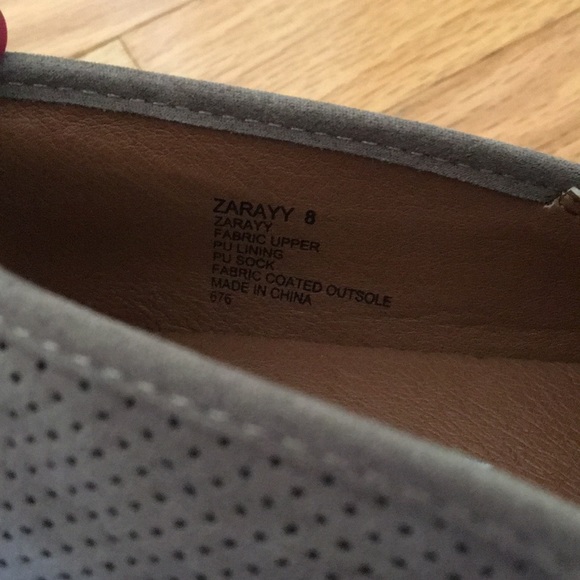 ZARAYY 8
ZARAYY
FABRIC UPPER
PU LINING
PU SOCK
FABRIC COATED OUTSOLE
MADE IN CHINA
676